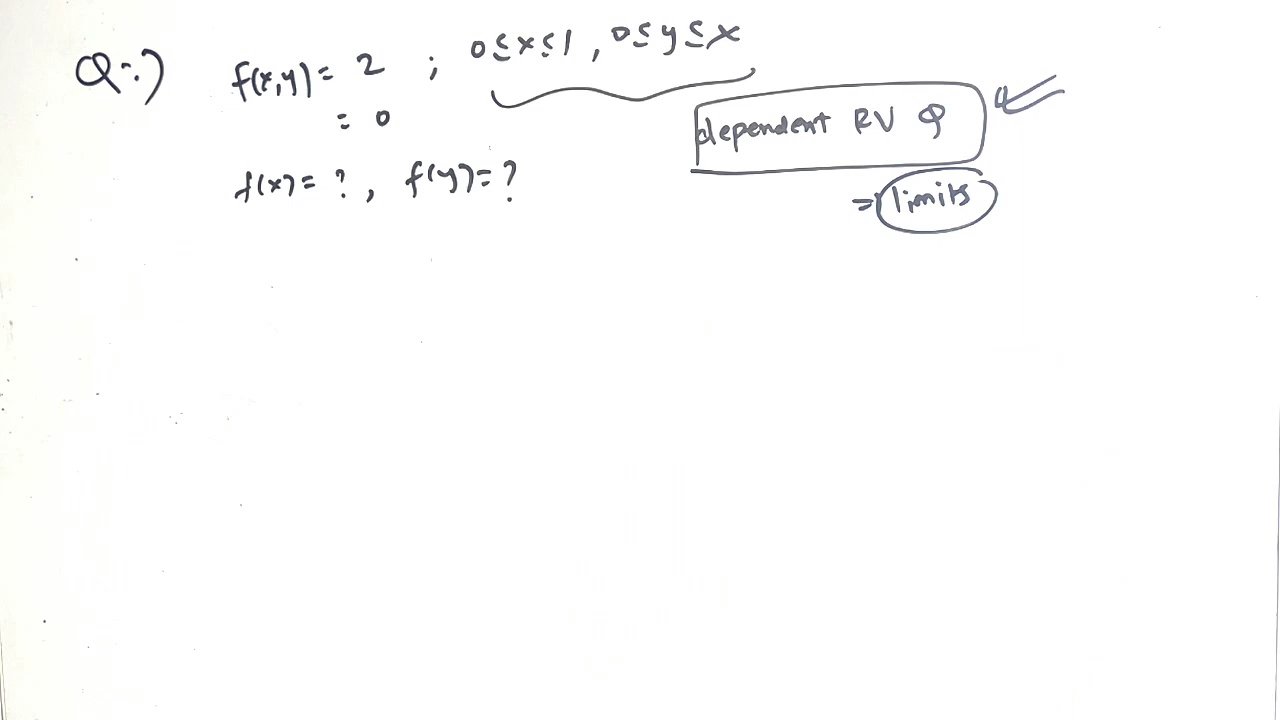 Q:-) f(x,y) = 2 ; 0≤x≤1, 0≤y≤x
= 0
dependent RV Q
f(x) = ?, f(y) = ?
=> limits